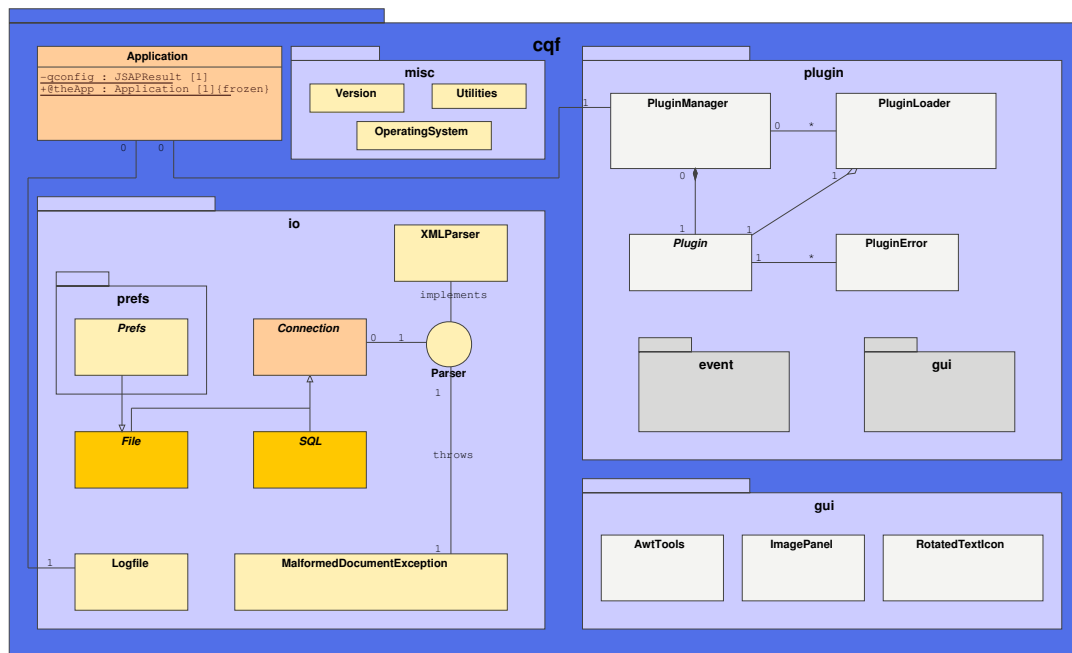 cqf
Application
-qconfig : JSAPResult [1]
+@theApp : Application [1]{frozen}
0
0
misc
Version
Utilities
OperatingSystem
plugin
1
PluginManager
PluginLoader
0
*
0
1
1
1
Plugin
PluginError
1
*
event
gui
io
XMLParser
implements
prefs
Prefs
Connection
0
1
Parser
1
File
SQL
throws
1
1
Logfile
MalformedDocumentException
gui
AwtTools
ImagePanel
RotatedTextIcon